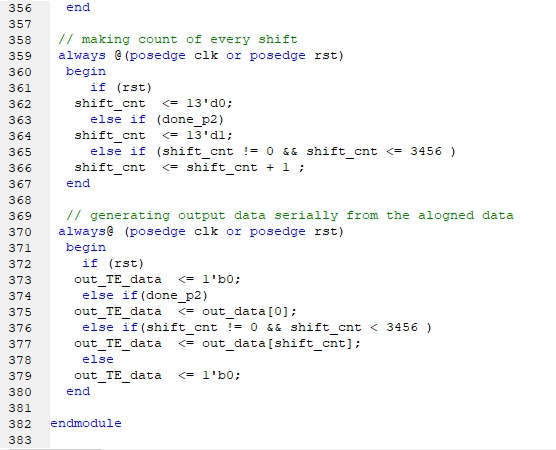 356 end
357
358 // making count of every shift
359 always @(posedge clk or posedge rst)
360 begin
361 if (rst)
362 shift_cnt <= 13'd0;
363 else if (done_p2)
364 shift_cnt <= 13'd1;
365 else if (shift_cnt != 0 && shift_cnt <= 3456 )
366 shift_cnt <= shift_cnt + 1 ;
367 end
368
369 // generating output data serially from the alogned data
370 always@ (posedge clk or posedge rst)
371 begin
372 if (rst)
373 out_TE_data <= 1'b0;
374 else if(done_p2)
375 out_TE_data <= out_data[0];
376 else if(shift_cnt != 0 && shift_cnt < 3456 )
377 out_TE_data <= out_data[shift_cnt];
378 else
379 out_TE_data <= 1'b0;
380 end
381
382 endmodule
383